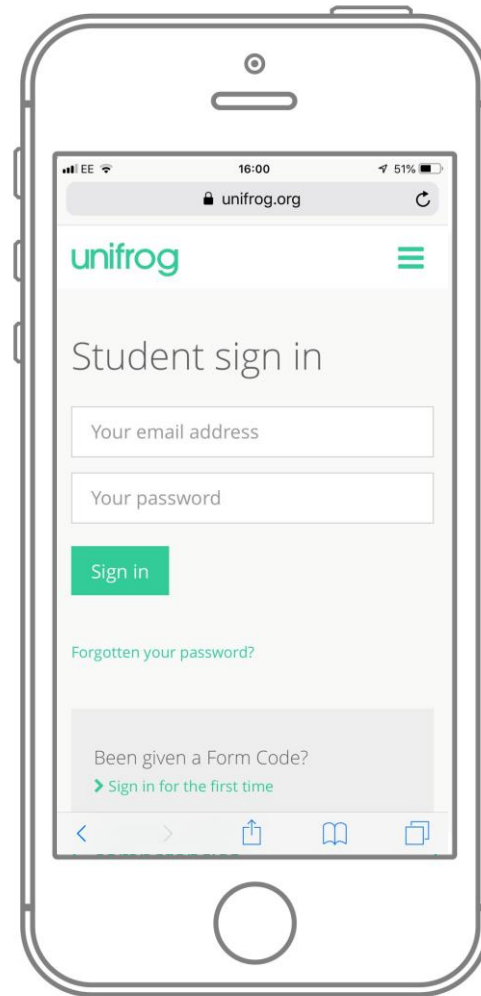 EE 16:00 51%
unifrog.org
unifrog
Student sign in
Your email address
Your password
Sign in
Forgotten your password?
Been given a Form Code?
Sign in for the first time